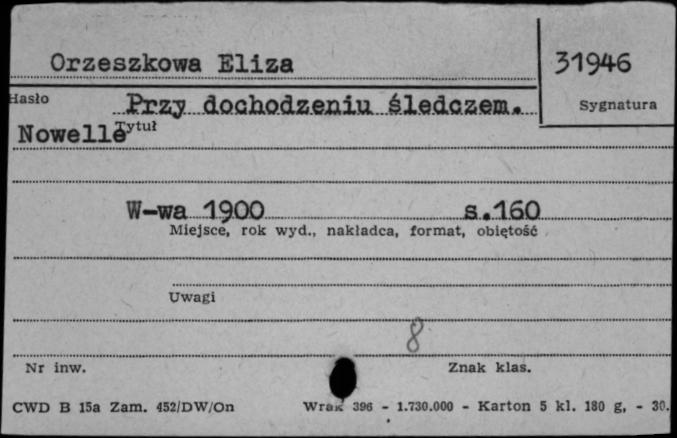 Orzeszkowa Eliza
31946
Hasło
Przy dochodzeniu śledczem.
Sygnatura
Nowelle
Tytuł
W-wa 1900 s.160
Miejsce, rok wyd., nakładca, format, obiętość
Uwagi
8
Nr inw.
Znak klas.
CWD B 15a Zam. 452/DW/On Wrak 396 - 1.730.000 - Karton 5 kl. 180 g, - 30.